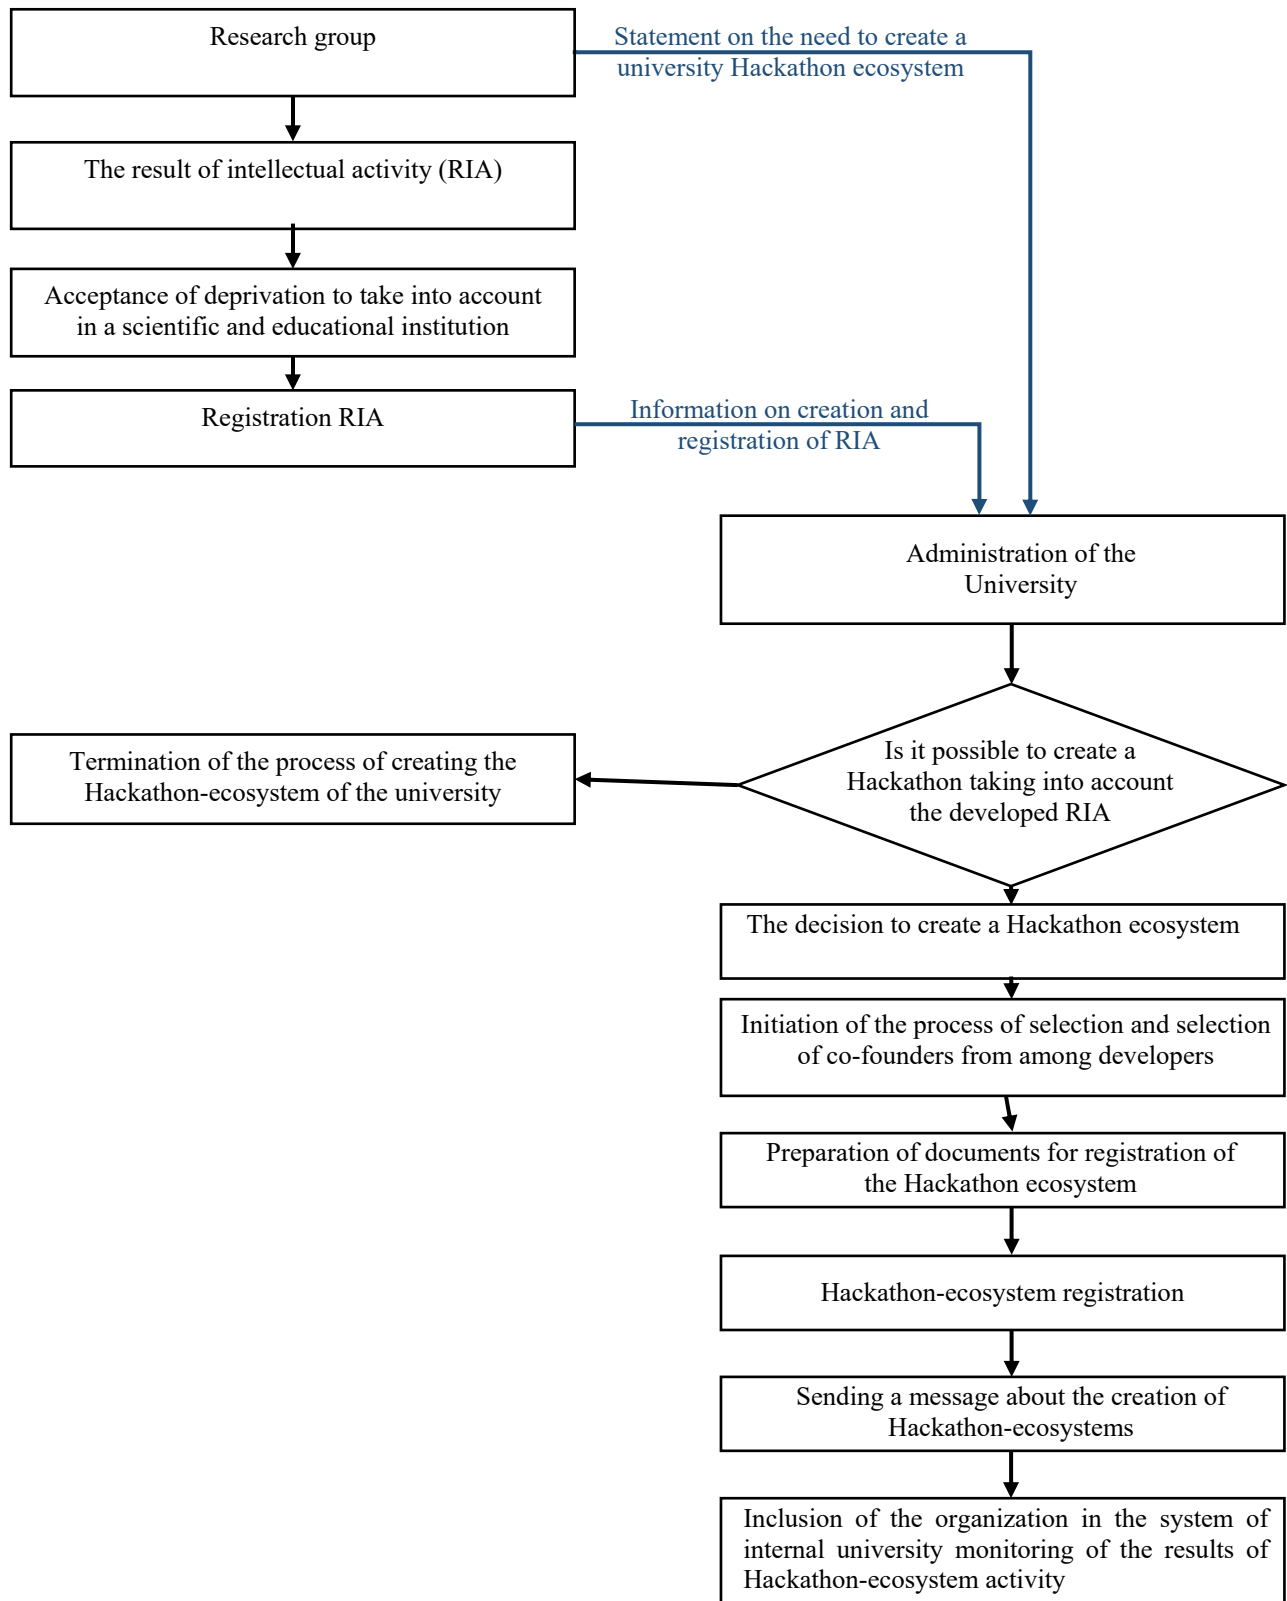 Research group
Statement on the need to create a
university Hackathon ecosystem
The result of intellectual activity (RIA)
Acceptance of deprivation to take into account
in a scientific and educational institution
Registration RIA
Information on creation and
registration of RIA
Administration of the
University
Is it possible to create a
Hackathon taking into account
the developed RIA
Termination of the process of creating the
Hackathon-ecosystem of the university
The decision to create a Hackathon ecosystem
Initiation of the process of selection and selection
of co-founders from among developers
Preparation of documents for registration of
the Hackathon ecosystem
Hackathon-ecosystem registration
Sending a message about the creation of
Hackathon-ecosystems
Inclusion of the organization in the system of
internal university monitoring of the results of
Hackathon-ecosystem activity